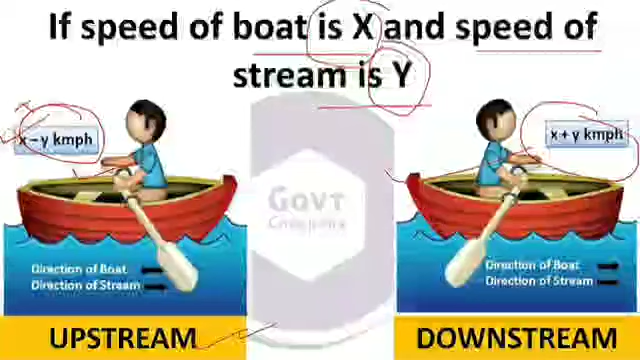 If speed of boat is X and speed of
stream is Y
x – y kmph
x + y kmph
GOVT
Direction of Boat
Direction of Stream
Direction of Boat
Direction of Stream
UPSTREAM
DOWNSTREAM